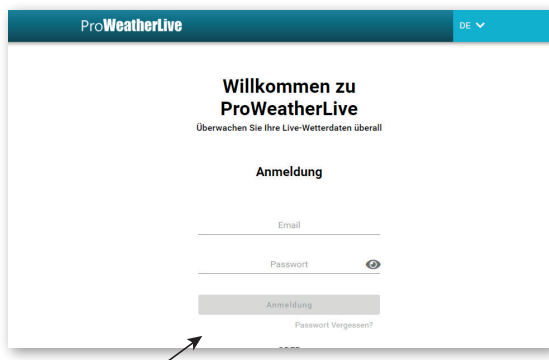 ProWeatherLive
DE
Willkommen zu
ProWeatherLive
Überwachen Sie Ihre Live-Wetterdaten überall
Anmeldung
Email
Passwort
Anmeldung
Passwort Vergessen?